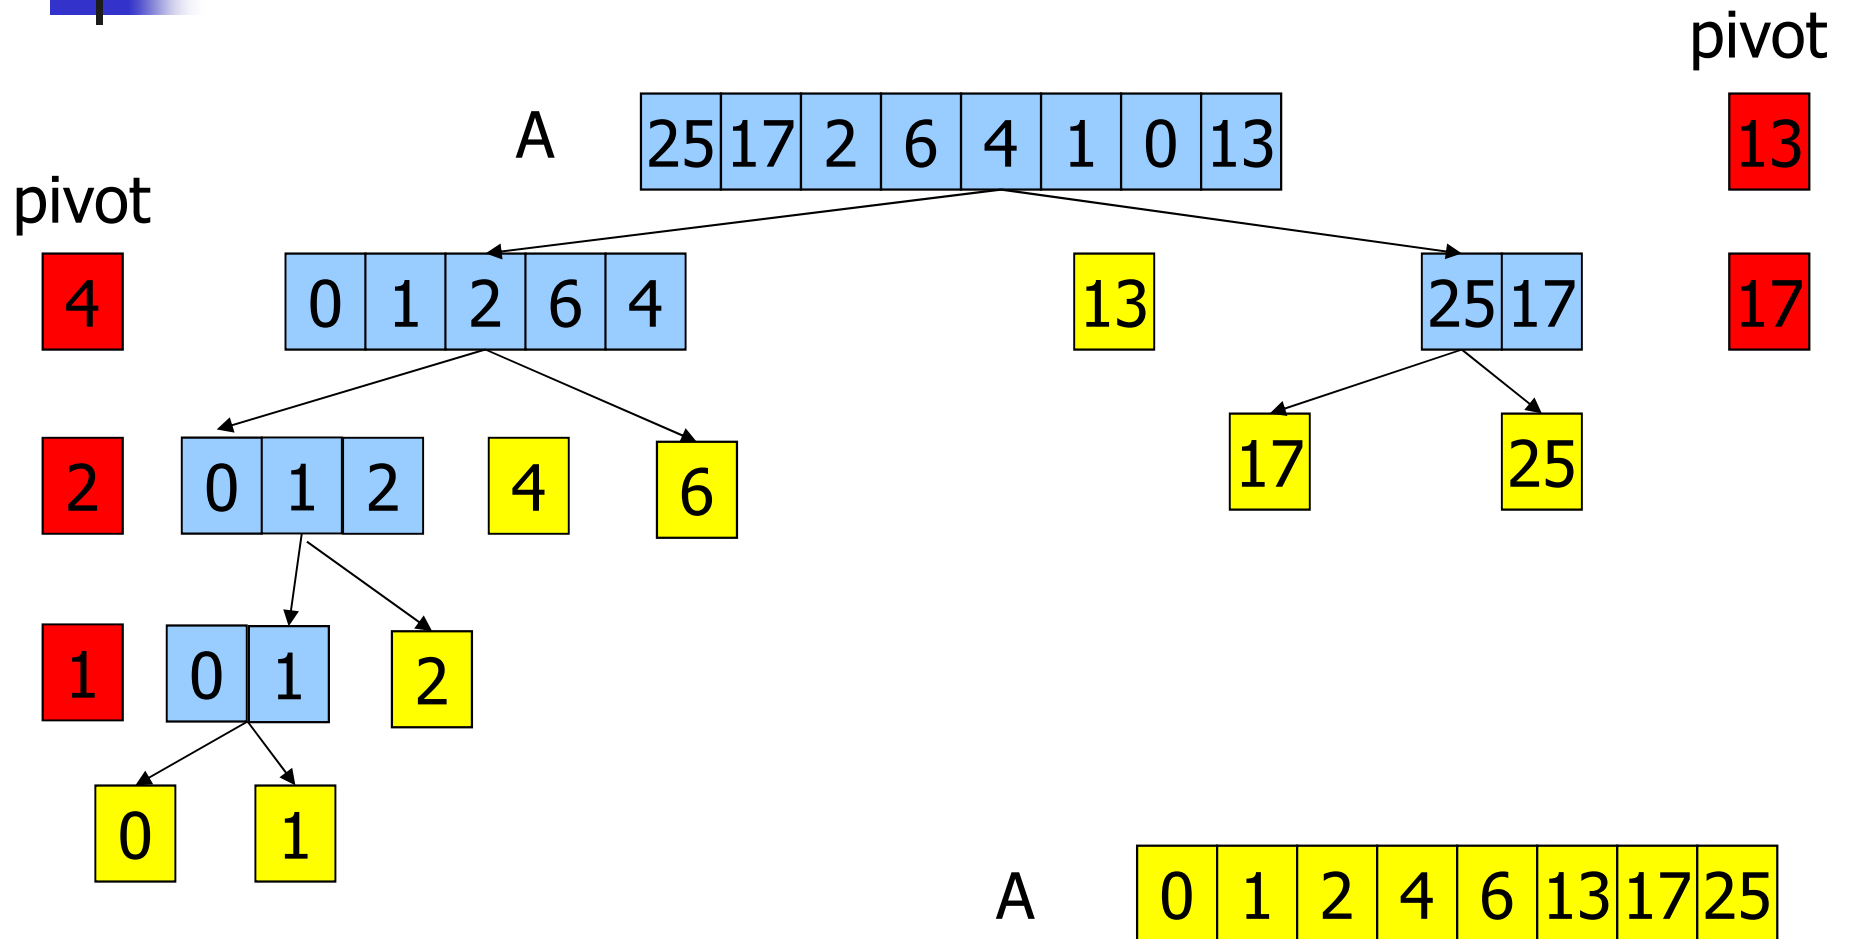 pivot
A 25 17 2 6 4 1 0 13 13
pivot
4 0 1 2 6 4 13 25 17 17
2 0 1 2 4 6 17 25
1 0 1 2
0 1
A 0 1 2 4 6 13 17 25